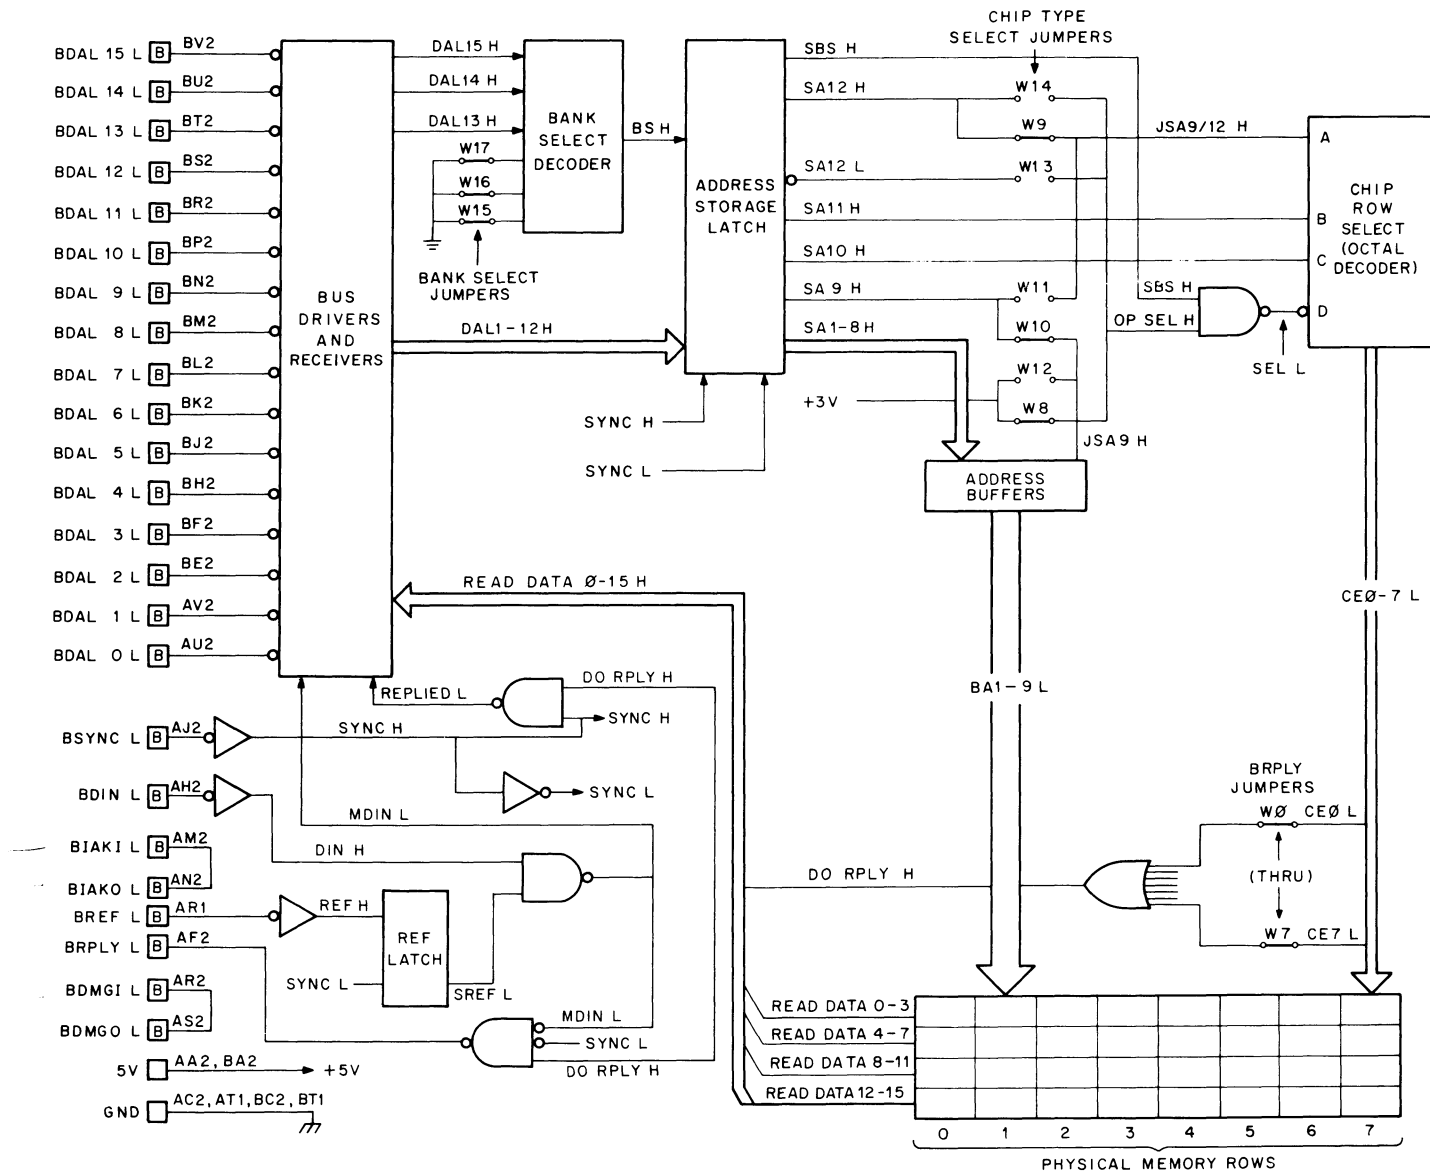 CHIP TYPE
SELECT JUMPERS
BDAL 15 L B BV2
BDAL 14 L B BU2
BDAL 13 L B BT2
BDAL 12 L B BS2
BDAL 11 L B BR2
BDAL 10 L B BP2
BDAL 9 L B BN2
BDAL 8 L B BM2
BDAL 7 L B BL2
BDAL 6 L B BK2
BDAL 5 L B BJ2
BDAL 4 L B BH2
BDAL 3 L B BF2
BDAL 2 L B BE2
BDAL 1 L B AV2
BDAL 0 L B AU2
BUS
DRIVERS
AND
RECEIVERS
DAL15 H
DAL14 H
DAL13 H
W17
W16
W15
BANK SELECT
JUMPERS
BANK
SELECT
DECODER
BS H
DAL1-12H
ADDRESS
STORAGE
LATCH
SYNC H
SYNC L
SBS H
SA12 H
SA12 L
SA11 H
SA10 H
SA 9 H
SA1-8H
+3V
W14
W9
W13
W11
W10
W12
W8
JSA9 H
JSA9/12 H
SBS H
OP SEL H
SEL L
A
B
C
D
CHIP
ROW
SELECT
(OCTAL
DECODER)
ADDRESS
BUFFERS
READ DATA Ø-15 H
BA1-9 L
CEØ-7 L
BSYNC L B AJ2
BDIN L B AH2
BIAKI L B AM2
BIAKO L B AN2
BREF L B AR1
BRPLY L B AF2
BDMGI L B AR2
BDMGO L B AS2
5V AA2, BA2 +5V
GND AC2, AT1, BC2, BT1
REPLIED L
DO RPLY H
SYNC H
SYNC H
SYNC L
MDIN L
DIN H
REF H
REF
LATCH
SYNC L
SREF L
MDIN L
SYNC L
DO RPLY H
BRPLY
JUMPERS
WØ CEØ L
(THRU)
W7 CE7 L
DO RPLY H
READ DATA 0-3
READ DATA 4-7
READ DATA 8-11
READ DATA 12-15
0 1 2 3 4 5 6 7
PHYSICAL MEMORY ROWS